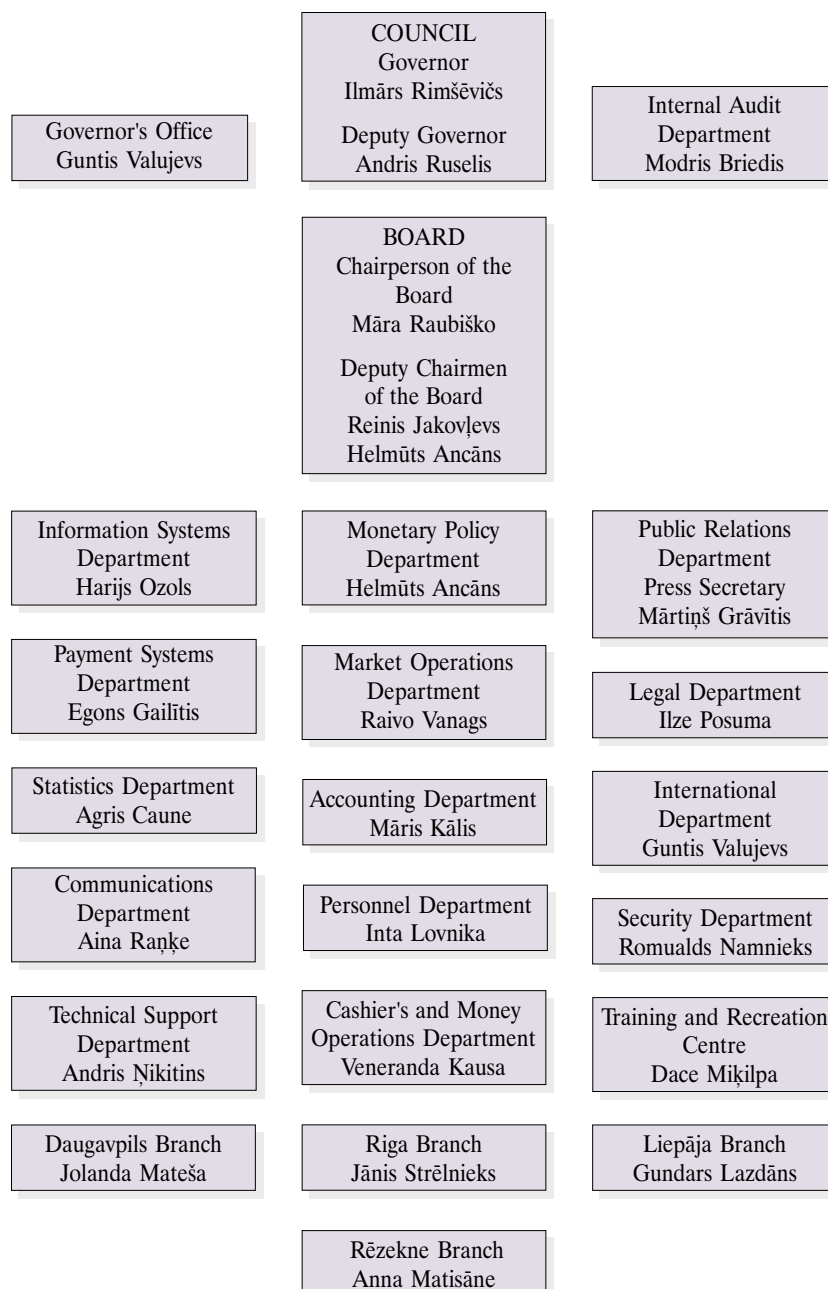 COUNCIL
Governor
Ilmārs Rimšēvičs
Deputy Governor
Andris Ruselis
Governor's Office
Guntis Valujevs
Internal Audit
Department
Modris Briedis
BOARD
Chairperson of the
Board
Māra Raubiško
Deputy Chairmen
of the Board
Reinis Jakovļevs
Helmūts Ancāns
Information Systems
Department
Harijs Ozols
Monetary Policy
Department
Helmūts Ancāns
Public Relations
Department
Press Secretary
Mārtiņš Grāvītis
Payment Systems
Department
Egons Gailītis
Market Operations
Department
Raivo Vanags
Legal Department
Ilze Posuma
Statistics Department
Agris Caune
Accounting Department
Māris Kālis
International
Department
Guntis Valujevs
Communications
Department
Aina Raņķe
Personnel Department
Inta Lovnika
Security Department
Romualds Namnieks
Technical Support
Department
Andris Ņikitins
Cashier's and Money
Operations Department
Veneranda Kausa
Training and Recreation
Centre
Dace Miķilpa
Daugavpils Branch
Jolanda Mateša
Riga Branch
Jānis Strēlnieks
Liepāja Branch
Gundars Lazdāns
Rēzekne Branch
Anna Matisāne